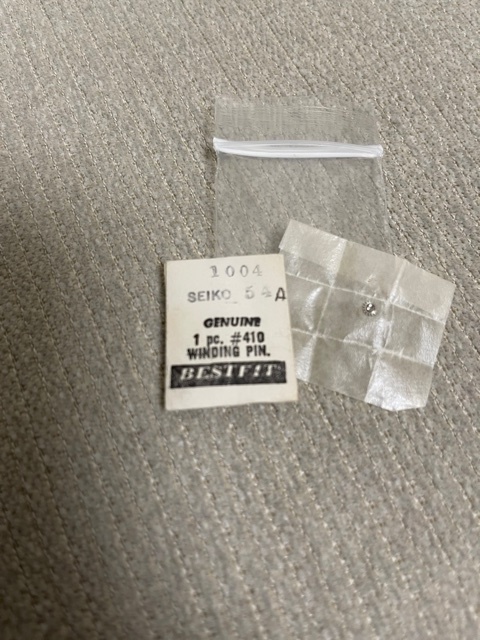 1004
SEIKO 54A
GENUINE
1 pc. #410
WINDING PIN.
BESTFIT